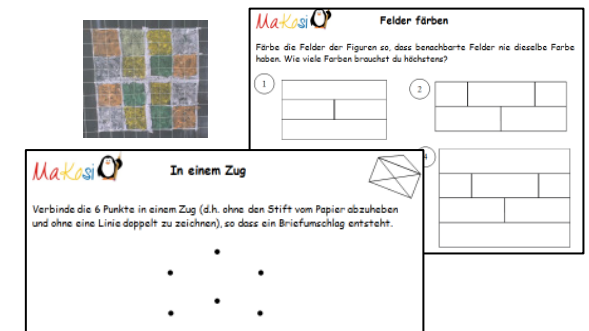 MaKosi
Felder färben
Färbe die Felder der Figuren so, dass benachbarte Felder nie dieselbe Farbe
haben. Wie viele Farben brauchst du höchstens?
1
2
4
MaKosi
In einem Zug
Verbinde die 6 Punkte in einem Zug (d.h. ohne den Stift vom Papier abzuheben
und ohne eine Linie doppelt zu zeichnen), so dass ein Briefumschlag entsteht.